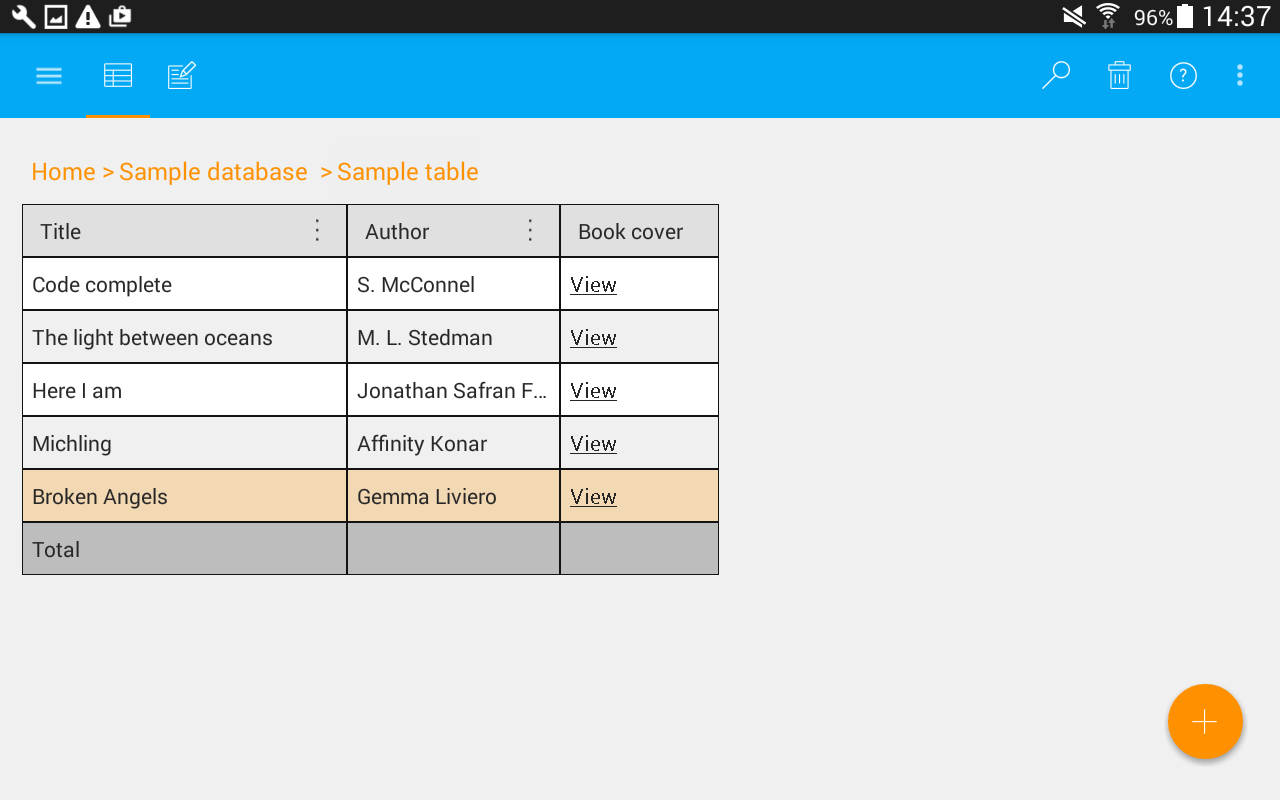 96% 14:37
Home > Sample database > Sample table
Title Author Book cover
Code complete S. McConnel View
The light between oceans M. L. Stedman View
Here I am Jonathan Safran F... View
Michling Affinity Konar View
Broken Angels Gemma Liviero View
Total